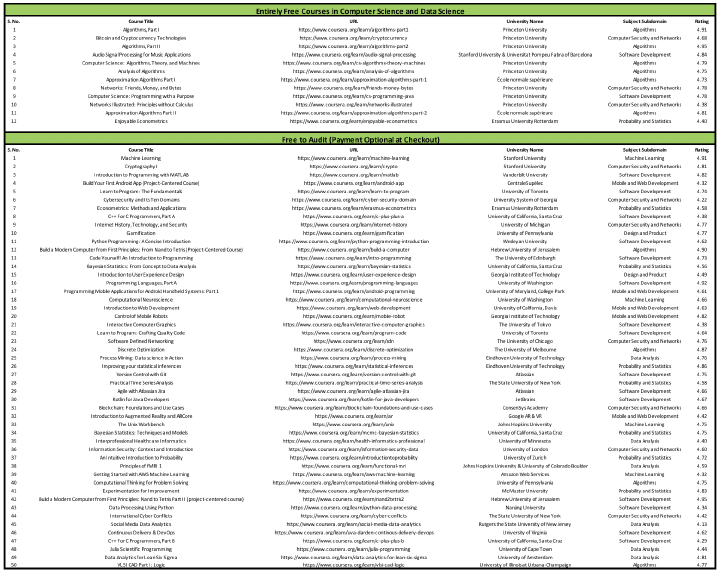 Entirely Free Courses in Computer Science and Data Science
S. No. Course Title URL University Name Subject Subdomain Rating
1 Algorithms, Part I https://www.coursera.org/learn/algorithms-part1 Princeton University Algorithms 4.91
2 Bitcoin and Cryptocurrency Technologies https://www.coursera.org/learn/cryptocurrency Princeton University Computer Security and Networks 4.68
3 Algorithms, Part II https://www.coursera.org/learn/algorithms-part2 Princeton University Algorithms 4.95
4 Audio Signal Processing for Music Applications https://www.coursera.org/learn/audio-signal-processing Stanford University & Universitat Pompeu Fabra of Barcelona Software Development 4.84
5 Computer Science: Algorithms, Theory, and Machines https://www.coursera.org/learn/cs-algorithms-theory-machines Princeton University Algorithms 4.79
6 Analysis of Algorithms https://www.coursera.org/learn/analysis-of-algorithms Princeton University Algorithms 4.75
7 Approximation Algorithms Part I https://www.coursera.org/learn/approximation-algorithms-part-1 École normale supérieure Algorithms 4.73
8 Networks: Friends, Money, and Bytes https://www.coursera.org/learn/friends-money-bytes Princeton University Computer Security and Networks 4.78
9 Computer Science: Programming with a Purpose https://www.coursera.org/learn/cs-programming-java Princeton University Software Development 4.78
10 Networks Illustrated: Principles without Calculus https://www.coursera.org/learn/networks-illustrated Princeton University Computer Security and Networks 4.38
11 Approximation Algorithms Part II https://www.coursera.org/learn/approximation-algorithms-part-2 École normale supérieure Algorithms 4.81
12 Enjoyable Econometrics https://www.coursera.org/learn/enjoyable-econometrics Erasmus University Rotterdam Probability and Statistics 4.40
Free to Audit (Payment Optional at Checkout)
S. No. Course Title URL University Name Subject Subdomain Rating
1 Machine Learning https://www.coursera.org/learn/machine-learning Stanford University Machine Learning 4.91
2 Cryptography I https://www.coursera.org/learn/crypto Stanford University Computer Security and Networks 4.81
3 Introduction to Programming with MATLAB https://www.coursera.org/learn/matlab Vanderbilt University Software Development 4.82
4 Build Your First Android App (Project-Centered Course) https://www.coursera.org/learn/android-app CentraleSupélec Mobile and Web Development 4.32
5 Learn to Program: The Fundamentals https://www.coursera.org/learn/learn-to-program University of Toronto Software Development 4.74
6 Cybersecurity and Its Ten Domains https://www.coursera.org/learn/cyber-security-domain University System of Georgia Computer Security and Networks 4.22
7 Econometrics: Methods and Applications https://www.coursera.org/learn/erasmus-econometrics Erasmus University Rotterdam Probability and Statistics 4.58
8 C++ For C Programmers, Part A https://www.coursera.org/learn/c-plus-plus-a University of California, Santa Cruz Software Development 4.38
9 Internet History, Technology, and Security https://www.coursera.org/learn/internet-history University of Michigan Computer Security and Networks 4.77
10 Gamification https://www.coursera.org/learn/gamification University of Pennsylvania Design and Product 4.77
11 Python Programming: A Concise Introduction https://www.coursera.org/learn/python-programming-introduction Wesleyan University Software Development 4.62
12 Build a Modern Computer from First Principles: From Nand to Tetris (Project-Centered Course) https://www.coursera.org/learn/build-a-computer Hebrew University of Jerusalem Algorithms 4.90
13 Code Yourself! An Introduction to Programming https://www.coursera.org/learn/intro-programming The University of Edinburgh Software Development 4.73
14 Bayesian Statistics: From Concept to Data Analysis https://www.coursera.org/learn/bayesian-statistics University of California, Santa Cruz Probability and Statistics 4.56
15 Introduction to User Experience Design https://www.coursera.org/learn/user-experience-design Georgia Institute of Technology Design and Product 4.49
16 Programming Languages, Part A https://www.coursera.org/learn/programming-languages University of Washington Software Development 4.92
17 Programming Mobile Applications for Android Handheld Systems: Part 1 https://www.coursera.org/learn/android-programming University of Maryland, College Park Mobile and Web Development 4.61
18 Computational Neuroscience https://www.coursera.org/learn/computational-neuroscience University of Washington Machine Learning 4.66
19 Introduction to Web Development https://www.coursera.org/learn/web-development University of California, Davis Mobile and Web Development 4.63
20 Control of Mobile Robots https://www.coursera.org/learn/mobile-robot Georgia Institute of Technology Mobile and Web Development 4.82
21 Interactive Computer Graphics https://www.coursera.org/learn/interactive-computer-graphics The University of Tokyo Software Development 4.38
22 Learn to Program: Crafting Quality Code https://www.coursera.org/learn/program-code University of Toronto Software Development 4.64
23 Software Defined Networking https://www.coursera.org/learn/sdn The University of Chicago Computer Security and Networks 4.76
24 Discrete Optimization https://www.coursera.org/learn/discrete-optimization The University of Melbourne Algorithms 4.87
25 Process Mining: Data science in Action https://www.coursera.org/learn/process-mining Eindhoven University of Technology Data Analysis 4.70
26 Improving your statistical inferences https://www.coursera.org/learn/statistical-inferences Eindhoven University of Technology Probability and Statistics 4.86
27 Version Control with Git https://www.coursera.org/learn/version-control-with-git Atlassian Software Development 4.75
28 Practical Time Series Analysis https://www.coursera.org/learn/practical-time-series-analysis The State University of New York Probability and Statistics 4.58
29 Agile with Atlassian Jira https://www.coursera.org/learn/agile-atlassian-jira Atlassian Software Development 4.66
30 Kotlin for Java Developers https://www.coursera.org/learn/kotlin-for-java-developers JetBrains Software Development 4.67
31 Blockchain: Foundations and Use Cases https://www.coursera.org/learn/blockchain-foundations-and-use-cases ConsenSys Academy Computer Security and Networks 4.66
32 Introduction to Augmented Reality and ARCore https://www.coursera.org/learn/ar Google AR & VR Mobile and Web Development 4.42
33 The Unix Workbench https://www.coursera.org/learn/unix Johns Hopkins University Machine Learning 4.75
34 Bayesian Statistics: Techniques and Models https://www.coursera.org/learn/mcmc-bayesian-statistics University of California, Santa Cruz Probability and Statistics 4.75
35 Interprofessional Healthcare Informatics https://www.coursera.org/learn/health-informatics-professional University of Minnesota Data Analysis 4.40
36 Information Security: Context and Introduction https://www.coursera.org/learn/information-security-data University of London Computer Security and Networks 4.60
37 An Intuitive Introduction to Probability https://www.coursera.org/learn/introductiontoprobability University of Zurich Probability and Statistics 4.72
38 Principles of fMRI 1 https://www.coursera.org/learn/functional-mri Johns Hopkins University & University of Colorado Boulder Data Analysis 4.59
39 Getting Started with AWS Machine Learning https://www.coursera.org/learn/aws-machine-learning Amazon Web Services Machine Learning 4.32
40 Computational Thinking for Problem Solving https://www.coursera.org/learn/computational-thinking-problem-solving University of Pennsylvania Algorithms 4.75
41 Experimentation for Improvement https://www.coursera.org/learn/experimentation McMaster University Probability and Statistics 4.83
42 Build a Modern Computer from First Principles: Nand to Tetris Part II (project-centered course) https://www.coursera.org/learn/nand2tetris2 Hebrew University of Jerusalem Software Development 4.95
43 Data Processing Using Python https://www.coursera.org/learn/python-data-processing Nanjing University Software Development 4.34
44 International Cyber Conflicts https://www.coursera.org/learn/cyber-conflicts The State University of New York Computer Security and Networks 4.42
45 Social Media Data Analytics https://www.coursera.org/learn/social-media-data-analytics Rutgers the State University of New Jersey Data Analysis 4.13
46 Continuous Delivery & DevOps https://www.coursera.org/learn/uva-darden-continous-delivery-devops University of Virginia Software Development 4.62
47 C++ For C Programmers, Part B https://www.coursera.org/learn/c-plus-plus-b University of California, Santa Cruz Software Development 4.29
48 Julia Scientific Programming https://www.coursera.org/learn/julia-programming University of Cape Town Data Analysis 4.44
49 Data Analytics for Lean Six Sigma https://www.coursera.org/learn/data-analytics-for-lean-six-sigma University of Amsterdam Data Analysis 4.81
50 VLSI CAD Part I: Logic https://www.coursera.org/learn/vlsi-cad-logic University of Illinois at Urbana-Champaign Algorithms 4.77